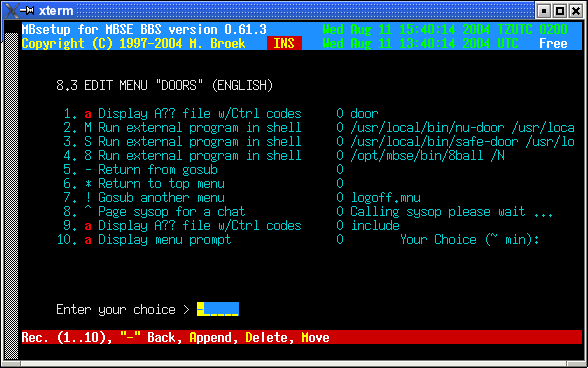 xterm
MBsetup for MBSE BBS version 0.61.3 Wed Aug 11 15:40:14 2004 TZUTC 0200
Copyright (C) 1997-2004 M. Broek INS Wed Aug 11 13:40:14 2004 UTC Free
8.3 EDIT MENU "DOORS" (ENGLISH)
1. a Display A?? file w/Ctrl codes 0 door
2. M Run external program in shell 0 /usr/local/bin/nu-door /usr/loca
3. S Run external program in shell 0 /usr/local/bin/safe-door /usr/lo
4. 8 Run external program in shell 0 /opt/mbse/bin/8ball /N
5. - Return from gosub 0
6. * Return to top menu 0
7. ! Gosub another menu 0 logoff.mnu
8. ^ Page sysop for a chat 0 Calling sysop please wait ...
9. a Display A?? file w/Ctrl codes 0 include
10. a Display menu prompt 0 Your Choice (~ min):
Enter your choice > -_____
Rec. (1..10), "-" Back, Append, Delete, Move